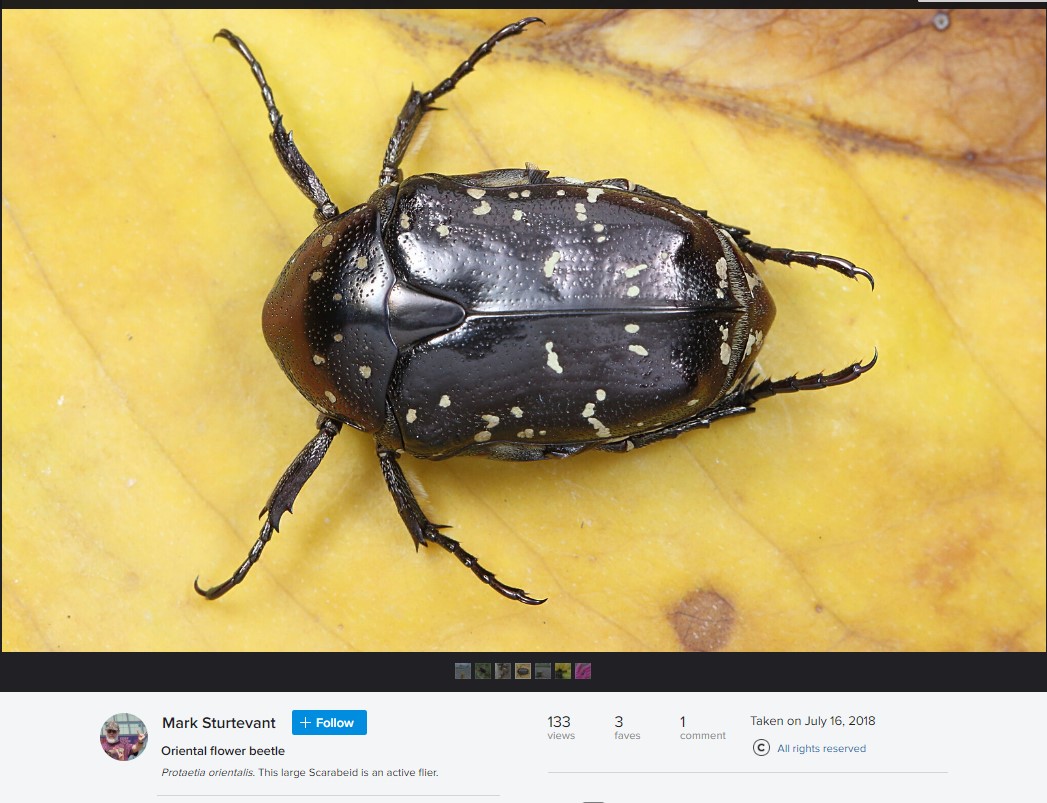 Mark Sturtevant
+ Follow
Oriental flower beetle
Protaetia orientalis. This large Scarabeid is an active flier.
133
views
3
faves
1
comment
Taken on July 16, 2018
© All rights reserved